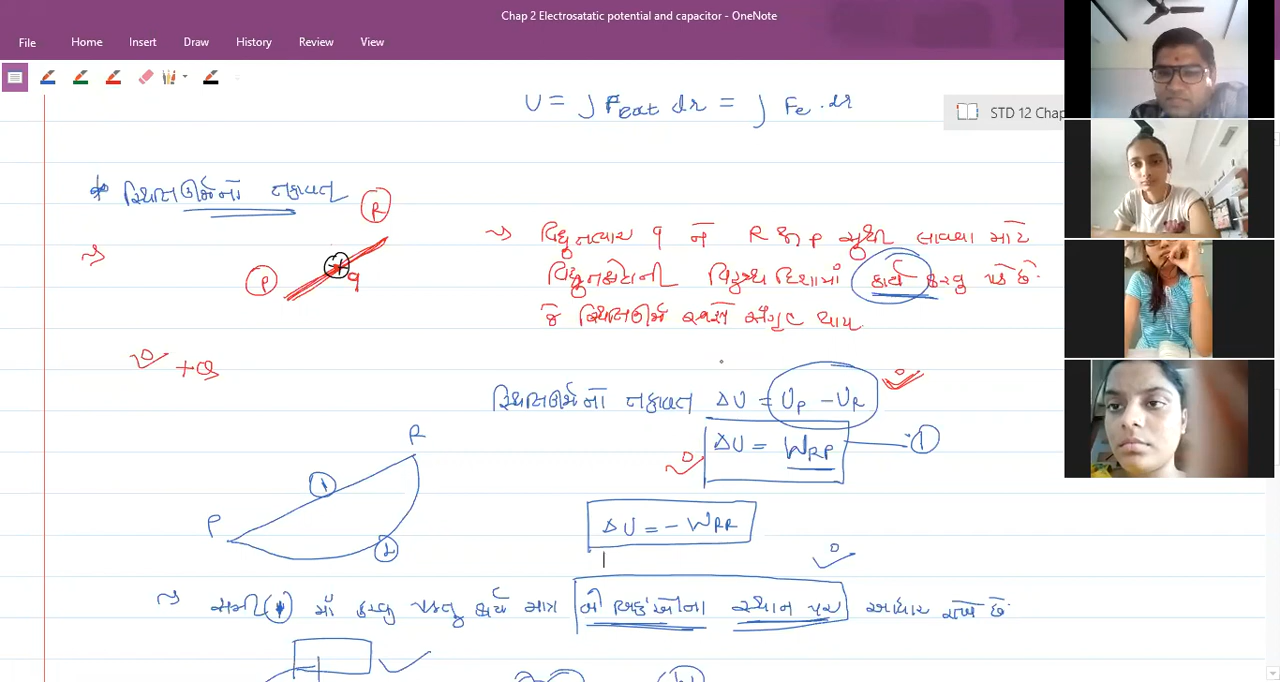 Chap 2 Electrosatatic potential and capacitor - OneNote
File Home Insert Draw History Review View
U = ∫ Fext dr = ∫ Fe . dr
STD 12 Chap
* સ્થિતિઊર્જાનો તફાવત
R
P
+ q
વિદ્યુતભાર q ને R થી P સુધી લાવવા માટે
વિદ્યુતક્ષેત્રની વિરુધ્ધ દિશામાં કાર્ય કરવુ પડે છે.
જે સ્થિતિઊર્જા સ્વરૂપે સંગ્રહ થાય.
+Q
સ્થિતિઊર્જાનો તફાવત ΔU = UP - UR
ΔU = WRP 1
R
1
P
2
ΔU = - W
સમી(1) માં કરવુ પડતુ કાર્ય માત્ર બે બિંદુઓના સ્થાન પર આધાર રાખે છે.